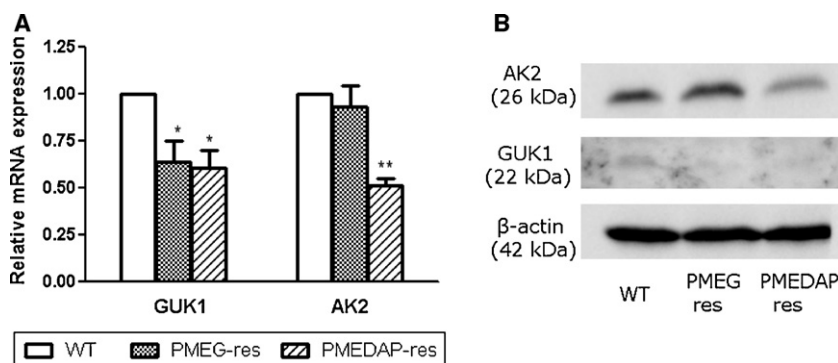 A
Relative mRNA expression
1.25
1.00
0.75
0.50
0.25
0.00
* *
**
GUK1 AK2
WT PMEG-res PMEDAP-res
B
AK2
(26 kDa)
GUK1
(22 kDa)
β-actin
(42 kDa)
WT PMEG PMEDAP
res res